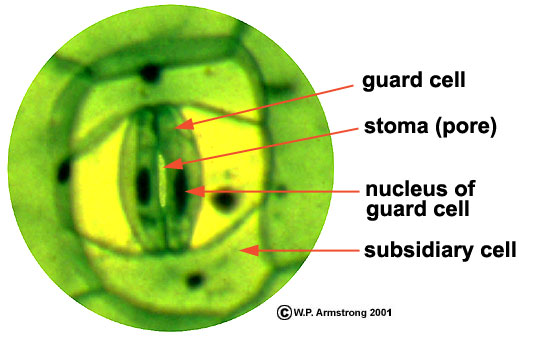 guard cell
stoma (pore)
nucleus of
guard cell
subsidiary cell
© W.P. Armstrong 2001